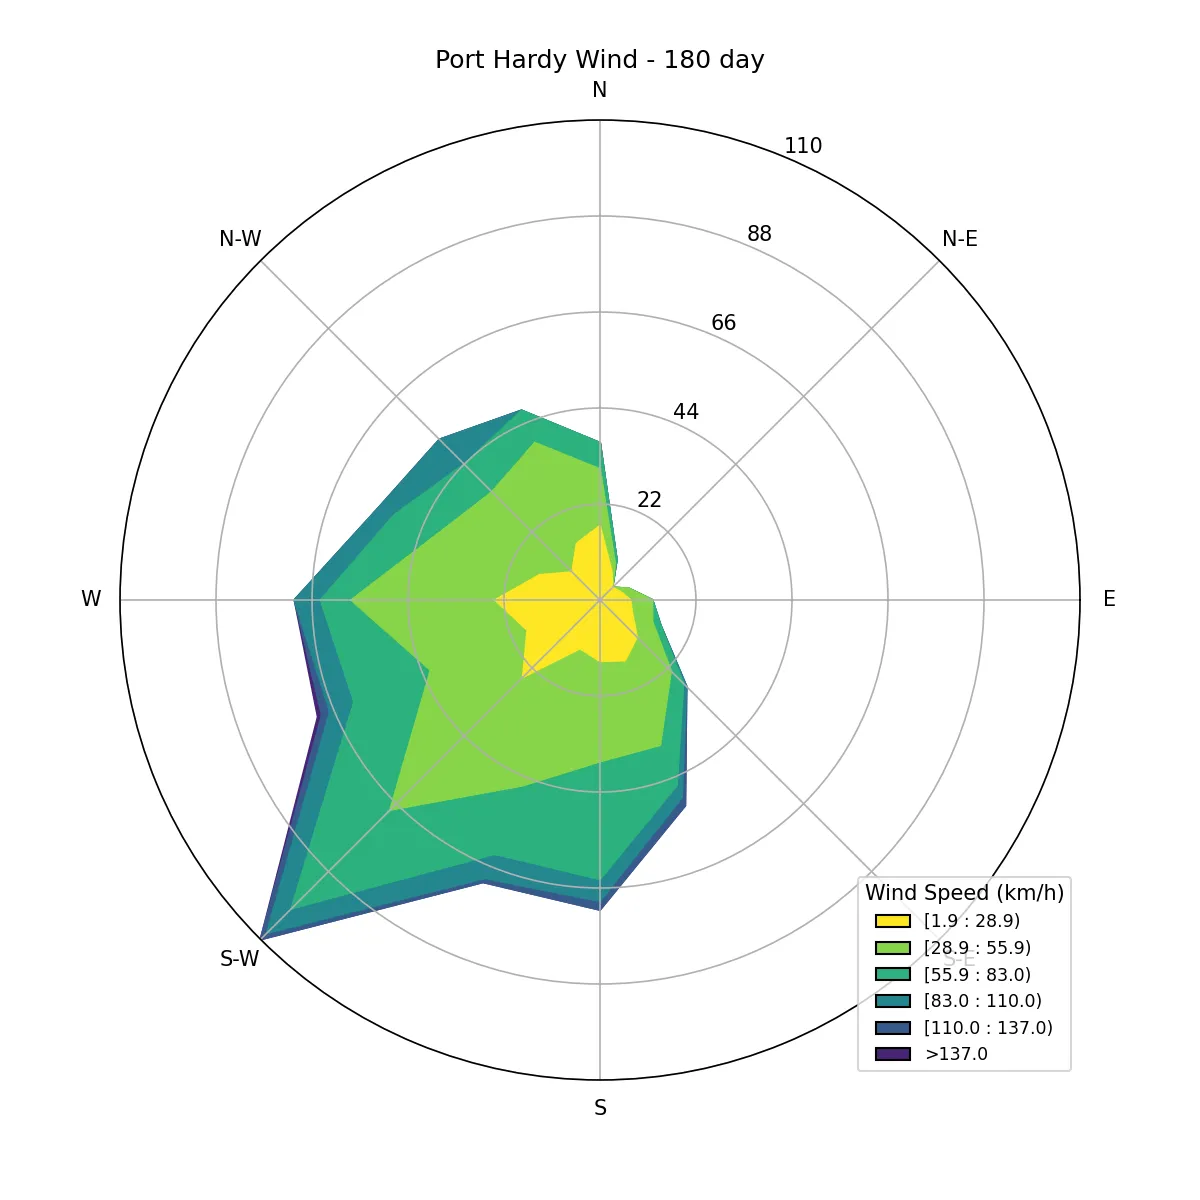 Port Hardy Wind - 180 day
N
110
88
N-W
N-E
66
44
22
W
E
Wind Speed (km/h)
[1.9 : 28.9)
[28.9 : 55.9)
S-W
S-E
[55.9 : 83.0)
[83.0 : 110.0)
[110.0 : 137.0)
>137.0
S